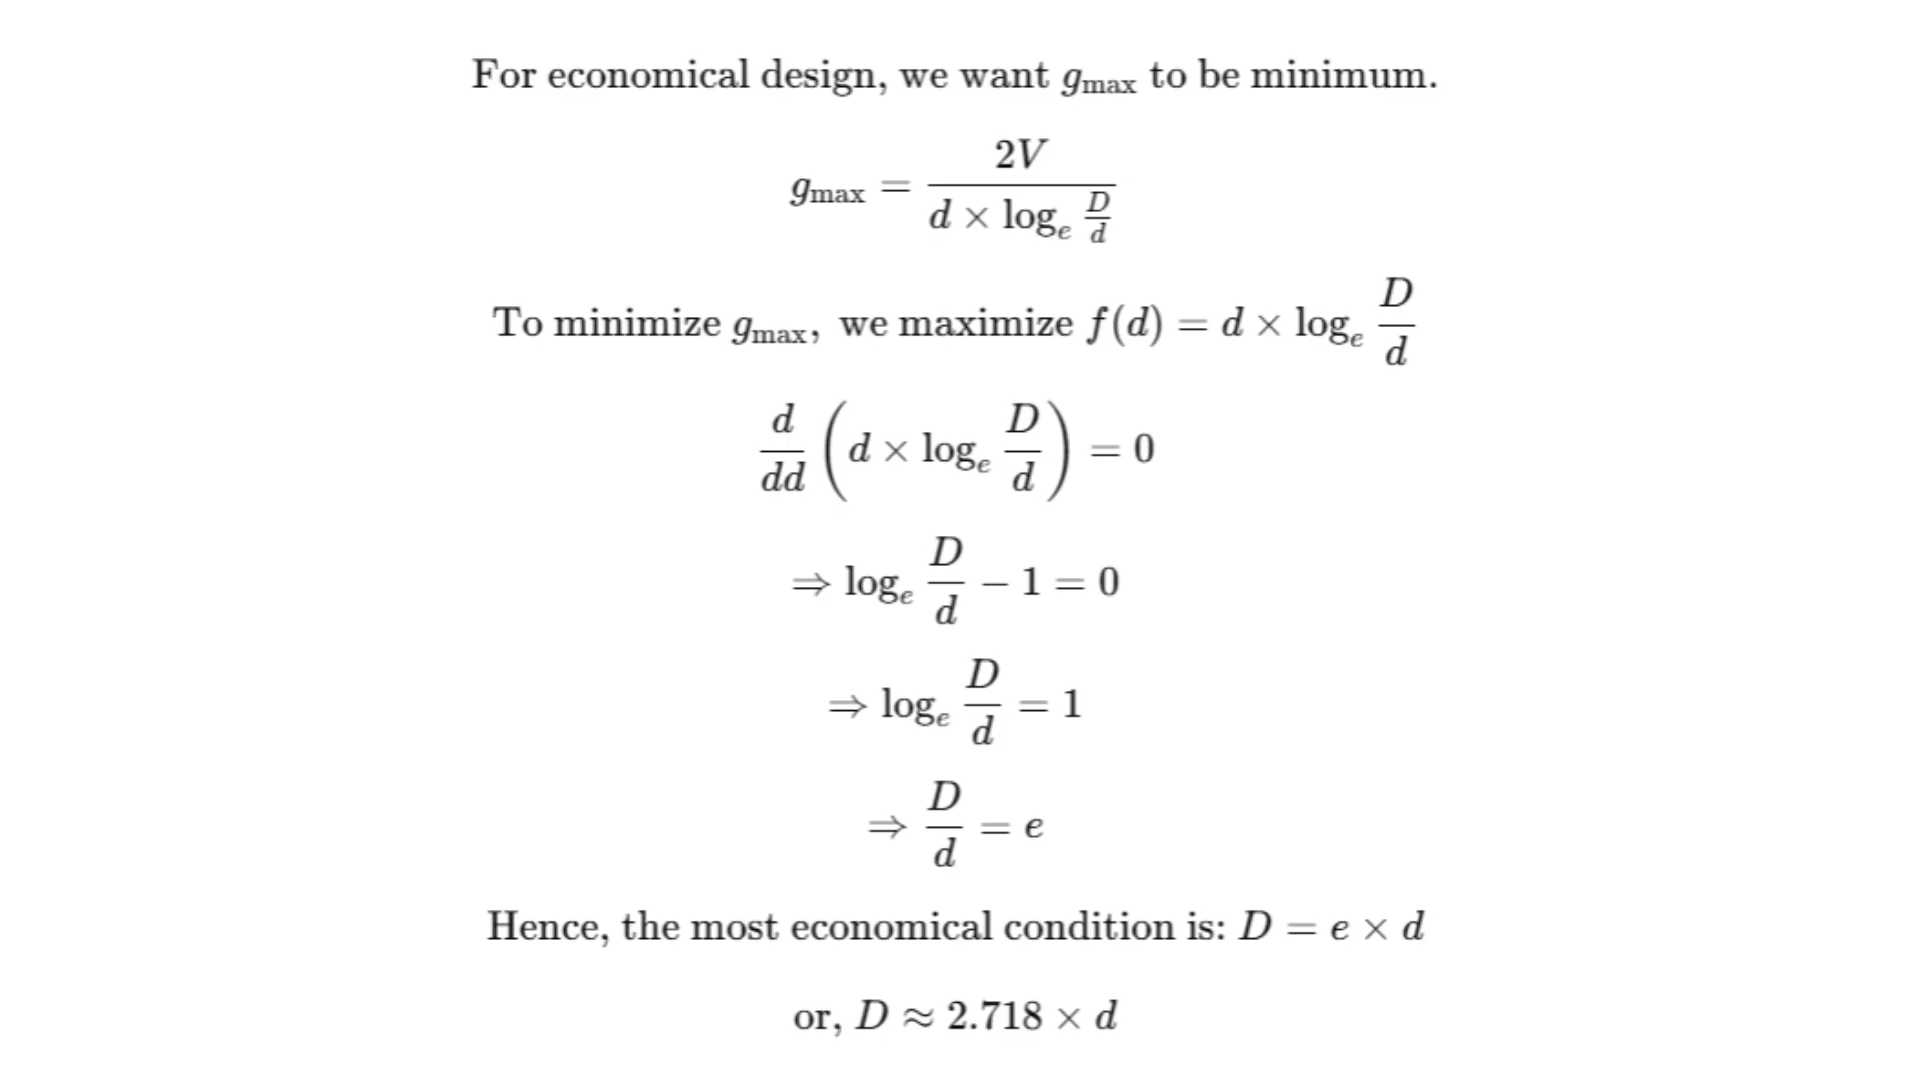 For economical design, we want g_max to be minimum.
g_max = 2V / (d × log_e D/d)
To minimize g_max, we maximize f(d) = d × log_e D/d
d/dd (d × log_e D/d) = 0
⇒ log_e D/d − 1 = 0
⇒ log_e D/d = 1
⇒ D/d = e
Hence, the most economical condition is: D = e × d
or, D ≈ 2.718 × d